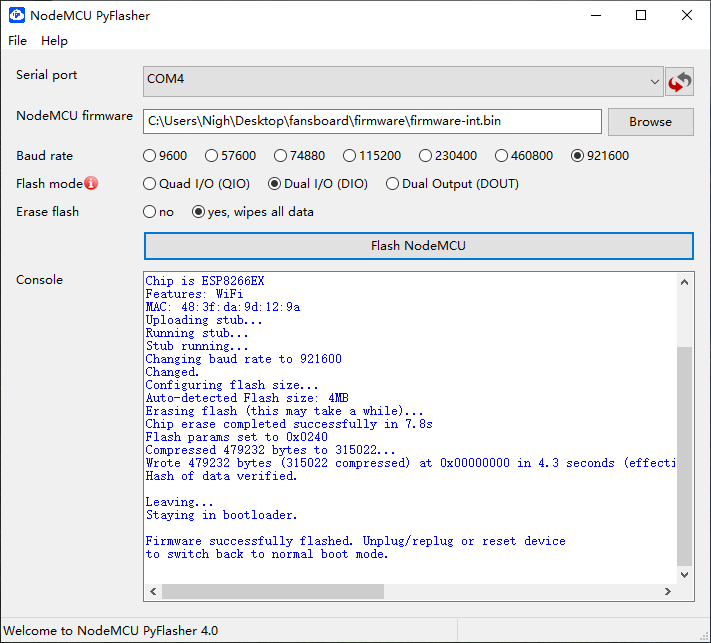 NodeMCU PyFlasher
File Help
Serial port COM4
NodeMCU firmware C:\Users\Nigh\Desktop\fansboard\firmware\firmware-int.bin Browse
Baud rate 9600 57600 74880 115200 230400 460800 921600
Flash mode Quad I/O (QIO) Dual I/O (DIO) Dual Output (DOUT)
Erase flash no yes, wipes all data
Flash NodeMCU
Console
Chip is ESP8266EX
Features: WiFi
MAC: 48:3f:da:9d:12:9a
Uploading stub...
Running stub...
Stub running...
Changing baud rate to 921600
Changed.
Configuring flash size...
Auto-detected Flash size: 4MB
Erasing flash (this may take a while)...
Chip erase completed successfully in 7.8s
Flash params set to 0x0240
Compressed 479232 bytes to 315022...
Wrote 479232 bytes (315022 compressed) at 0x00000000 in 4.3 seconds (effecti
Hash of data verified.
Leaving...
Staying in bootloader.
Firmware successfully flashed. Unplug/replug or reset device
to switch back to normal boot mode.
Welcome to NodeMCU PyFlasher 4.0